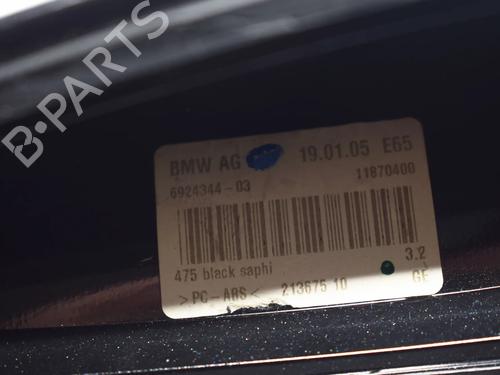 B-PARTS
BMW AG 19.01.05 E65
6924344-03 11870400
475 black saphi 3.2
>PC-ABS< 213675 10 GE